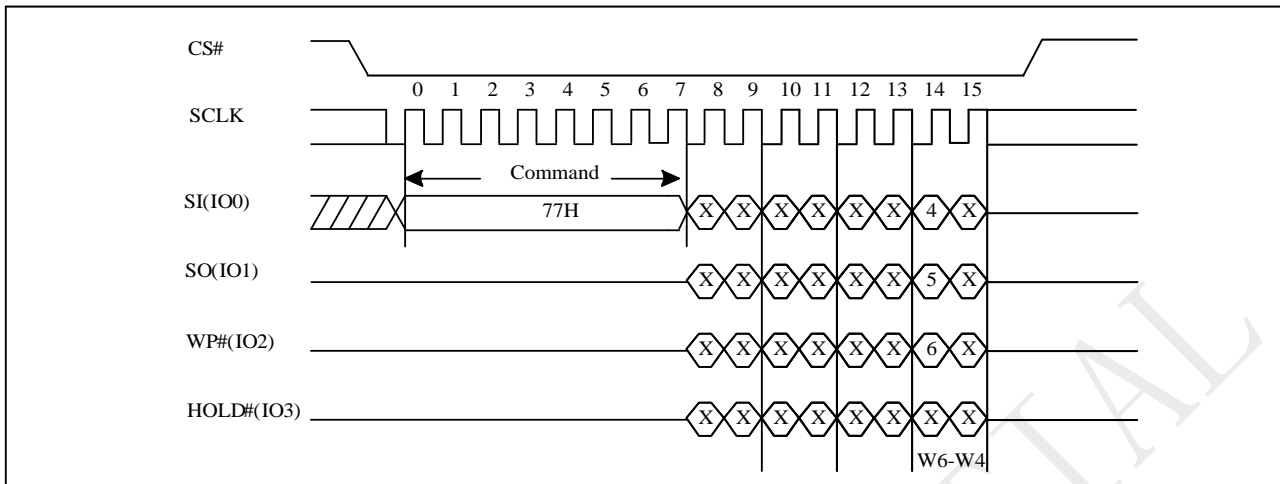 CS#
0 1 2 3 4 5 6 7 8 9 10 11 12 13 14 15
SCLK
Command
SI(IO0) 77H X X X X X X 4 X
SO(IO1) X X X X X X 5 X
WP#(IO2) X X X X X X 6 X
HOLD#(IO3) X X X X X X X X
W6-W4